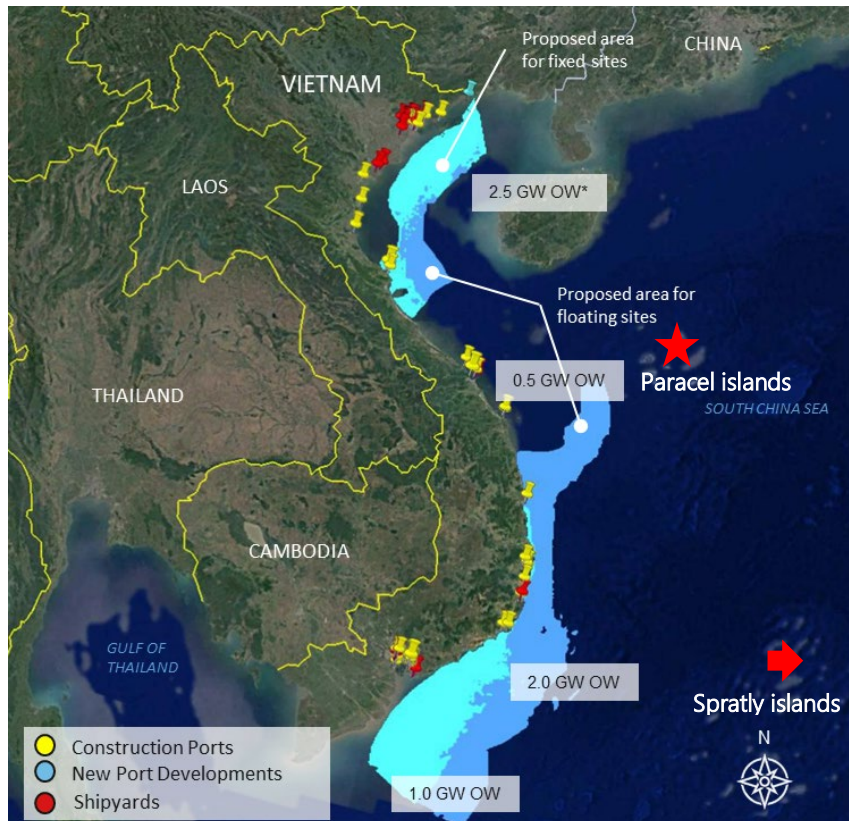 Proposed area
for fixed sites
CHINA
VIETNAM
LAOS
2.5 GW OW*
Proposed area for
floating sites
0.5 GW OW
Paracel islands
THAILAND
SOUTH CHINA SEA
CAMBODIA
GULF OF
THAILAND
2.0 GW OW
Spratly islands
N
Construction Ports
New Port Developments
Shipyards
1.0 GW OW